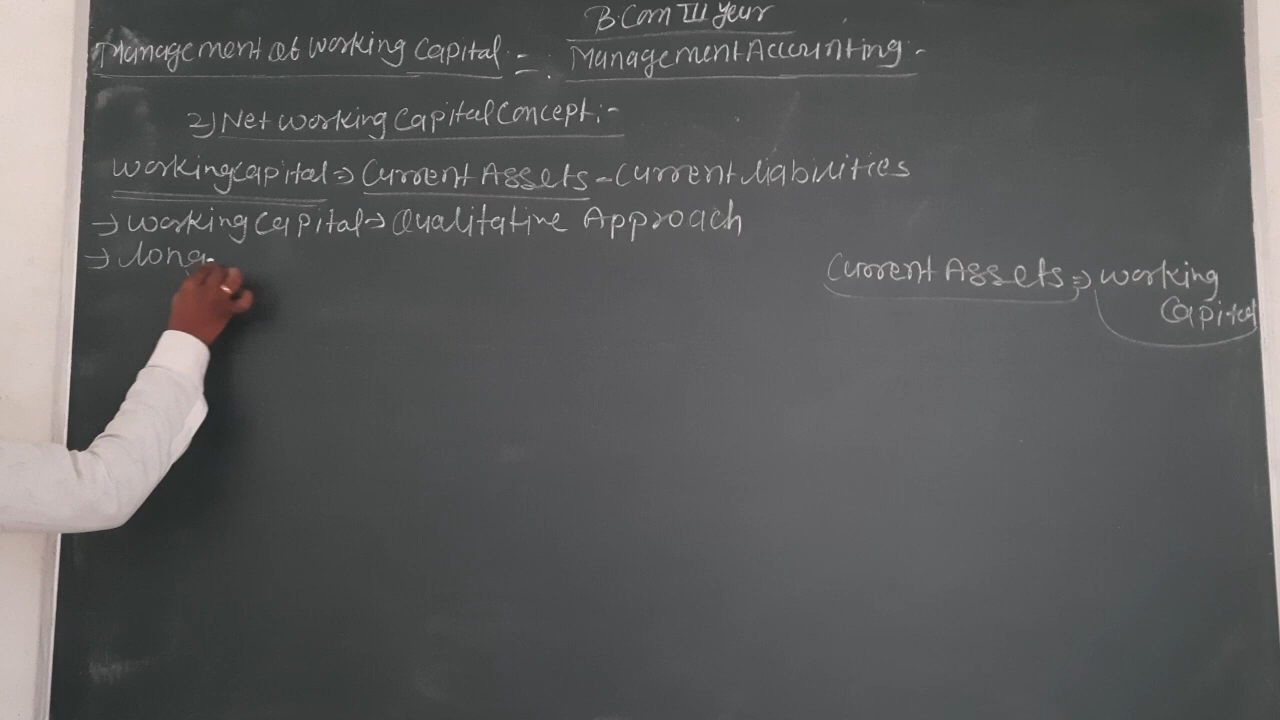 B.Com III year
Management of working capital :- Management Accounting -
2) Net working capital concept :-
working capital => Current Assets - Current liabilities
→ working capital → Qualitative Approach
→ long
Current Assets => working
capital